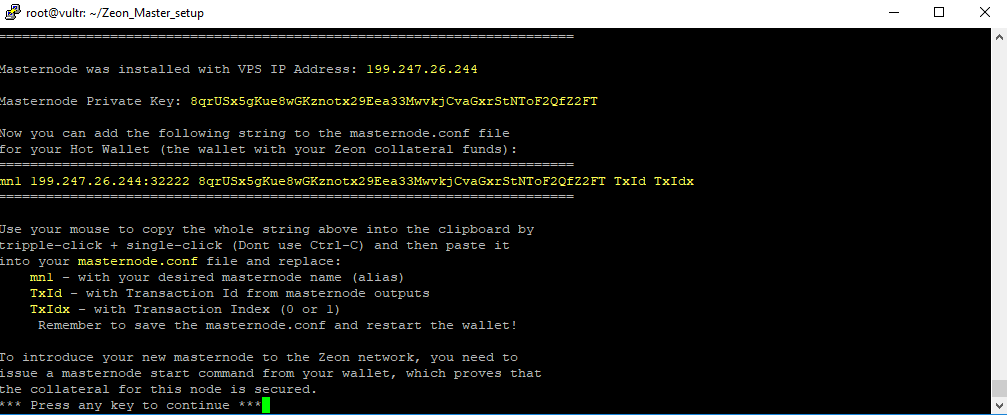 root@vultr: ~/Zeon_Master_setup
========================================================================
Masternode was installed with VPS IP Address: 199.247.26.244
Masternode Private Key: 8qrUSx5gKue8wGKznotx29Eea33MwvkjCvaGxrStNToF2QfZ2FT
Now you can add the following string to the masternode.conf file
for your Hot Wallet (the wallet with your Zeon collateral funds):
========================================================================
mn1 199.247.26.244:32222 8qrUSx5gKue8wGKznotx29Eea33MwvkjCvaGxrStNToF2QfZ2FT TxId TxIdx
========================================================================
Use your mouse to copy the whole string above into the clipboard by
tripple-click + single-click (Dont use Ctrl-C) and then paste it
into your masternode.conf file and replace:
mn1 - with your desired masternode name (alias)
TxId - with Transaction Id from masternode outputs
TxIdx - with Transaction Index (0 or 1)
Remember to save the masternode.conf and restart the wallet!
To introduce your new masternode to the Zeon network, you need to
issue a masternode start command from your wallet, which proves that
the collateral for this node is secured.
*** Press any key to continue ***